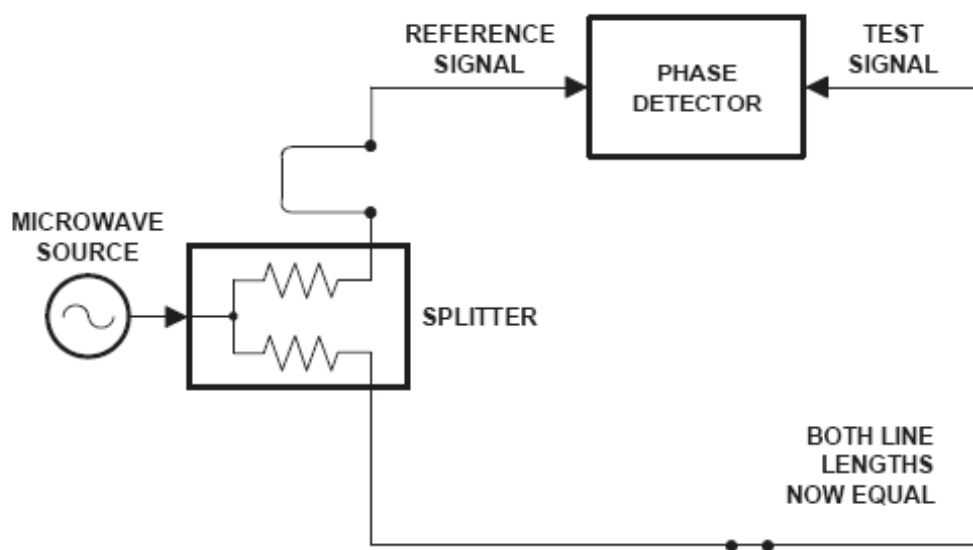 REFERENCE
SIGNAL
PHASE
DETECTOR
TEST
SIGNAL
MICROWAVE
SOURCE
SPLITTER
BOTH LINE
LENGTHS
NOW EQUAL